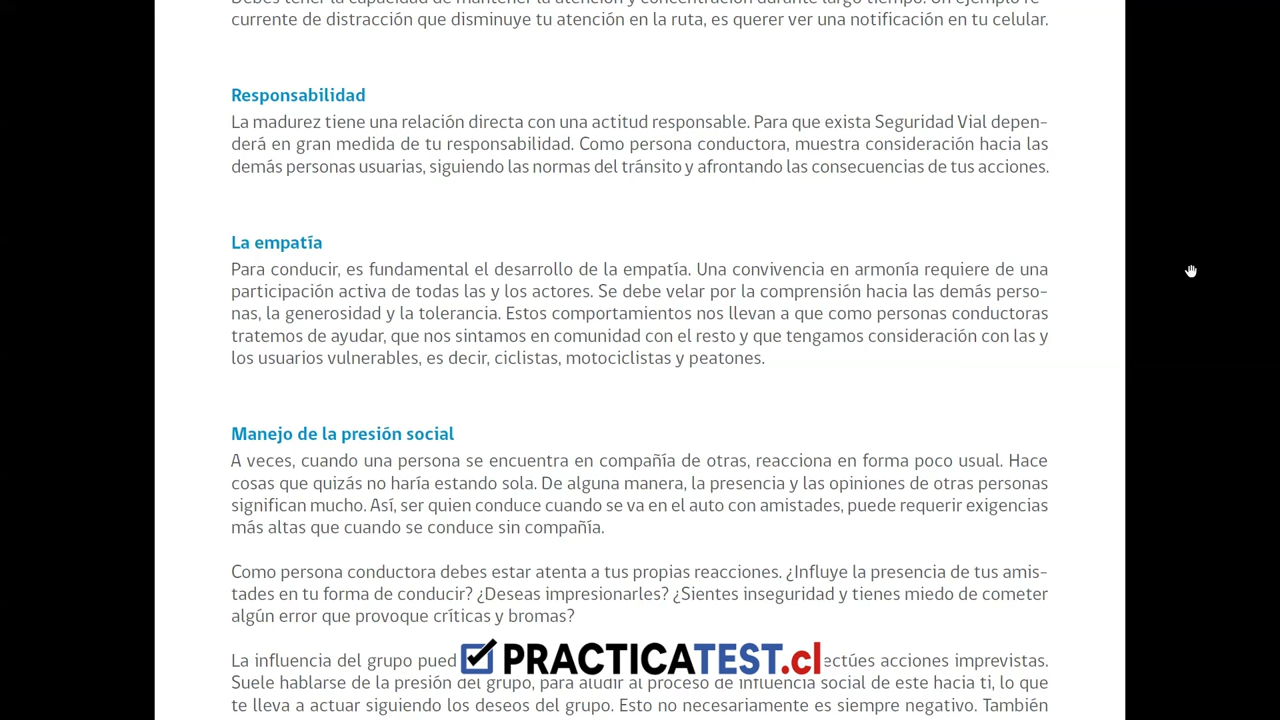 Debes tener la capacidad de mantener la atención y concentración durante largo tiempo. Un ejemplo re-
currente de distracción que disminuye tu atención en la ruta, es querer ver una notificación en tu celular.
Responsabilidad
La madurez tiene una relación directa con una actitud responsable. Para que exista Seguridad Vial depen-
derá en gran medida de tu responsabilidad. Como persona conductora, muestra consideración hacia las
demás personas usuarias, siguiendo las normas del tránsito y afrontando las consecuencias de tus acciones.
La empatía
Para conducir, es fundamental el desarrollo de la empatía. Una convivencia en armonía requiere de una
participación activa de todas las y los actores. Se debe velar por la comprensión hacia las demás perso-
nas, la generosidad y la tolerancia. Estos comportamientos nos llevan a que como personas conductoras
tratemos de ayudar, que nos sintamos en comunidad con el resto y que tengamos consideración con las y
los usuarios vulnerables, es decir, ciclistas, motociclistas y peatones.
Manejo de la presión social
A veces, cuando una persona se encuentra en compañía de otras, reacciona en forma poco usual. Hace
cosas que quizás no haría estando sola. De alguna manera, la presencia y las opiniones de otras personas
significan mucho. Así, ser quien conduce cuando se va en el auto con amistades, puede requerir exigencias
más altas que cuando se conduce sin compañía.
Como persona conductora debes estar atenta a tus propias reacciones. ¿Influye la presencia de tus amis-
tades en tu forma de conducir? ¿Deseas impresionarles? ¿Sientes inseguridad y tienes miedo de cometer
algún error que provoque críticas y bromas?
La influencia del grupo pued PRACTICATEST.cl ectúes acciones imprevistas.
Suele hablarse de la presión del grupo, para aludir al proceso de influencia social de este hacia ti, lo que
te lleva a actuar siguiendo los deseos del grupo. Esto no necesariamente es siempre negativo. También